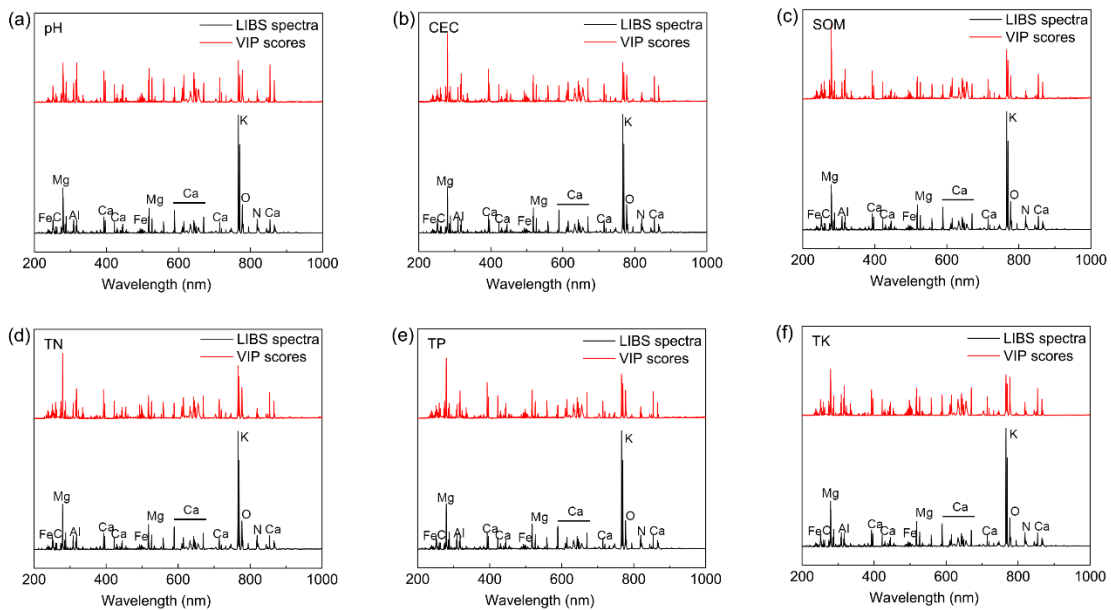 (a)
pH
LIBS spectra
VIP scores
K
Mg
Ca
O
Fe
C
Al
Ca
Ca
Fe
Mg
Ca
N
Ca
200 400 600 800 1000
Wavelength (nm)
(b)
CEC
LIBS spectra
VIP scores
K
Mg
Ca
O
Fe
C
Al
Ca
Ca
Fe
Mg
Ca
N
Ca
200 400 600 800 1000
Wavelength (nm)
(c)
SOM
LIBS spectra
VIP scores
K
Mg
Ca
O
Fe
C
Al
Ca
Ca
Fe
Mg
Ca
N
Ca
200 400 600 800 1000
Wavelength (nm)
(d)
TN
LIBS spectra
VIP scores
K
Mg
Ca
O
Fe
C
Al
Ca
Ca
Fe
Mg
Ca
N
Ca
200 400 600 800 1000
Wavelength (nm)
(e)
TP
LIBS spectra
VIP scores
K
Mg
Ca
O
Fe
C
Al
Ca
Ca
Fe
Mg
Ca
N
Ca
200 400 600 800 1000
Wavelength (nm)
(f)
TK
LIBS spectra
VIP scores
K
Mg
Ca
O
Fe
C
Al
Ca
Ca
Fe
Mg
Ca
N
Ca
200 400 600 800 1000
Wavelength (nm)